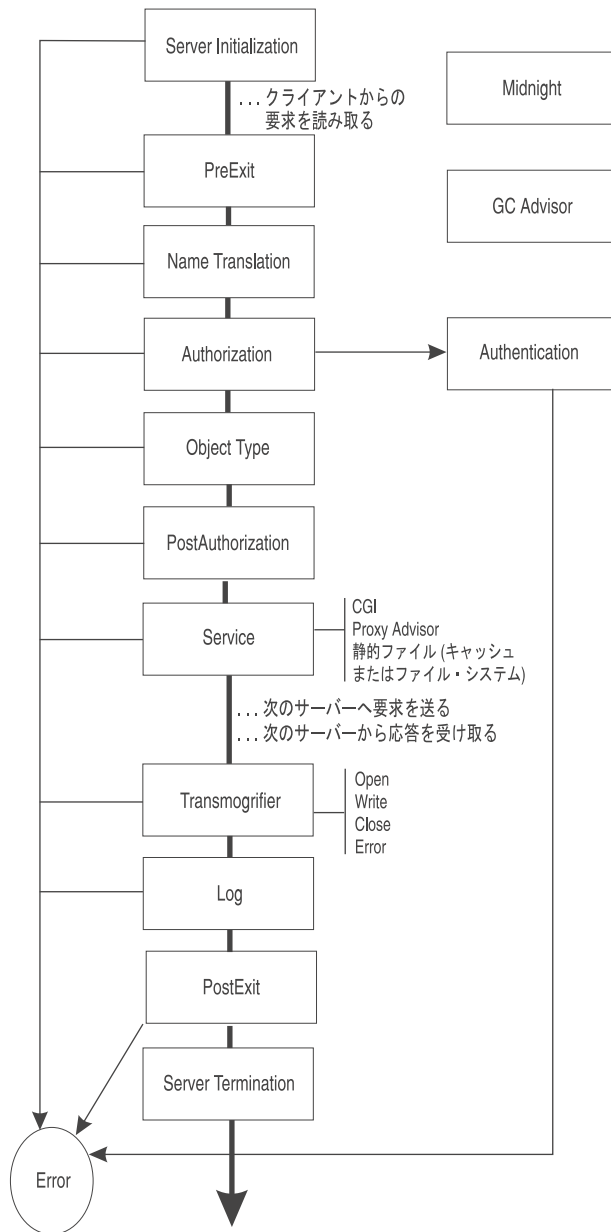 Server Initialization
Midnight
... クライアントからの
要求を読み取る
PreExit
GC Advisor
Name Translation
Authorization
Authentication
Object Type
PostAuthorization
Service
CGI
Proxy Advisor
静的ファイル (キャッシュ
またはファイル・システム)
... 次のサーバーへ要求を送る
... 次のサーバーから応答を受け取る
Transmogrifier
Open
Write
Close
Error
Log
PostExit
Server Termination
Error